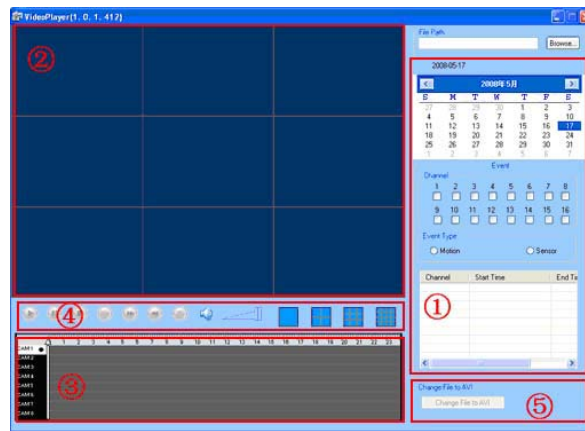 VideoPlayer(1, 0, 1, 412)
File Path
Browse...
②
2008-05-17
2008年5月
S M T W T F S
27 28 29 30 1 2 3
4 5 6 7 8 9 10
11 12 13 14 15 16 17
18 19 20 21 22 23 24
25 26 27 28 29 30 31
1 2 3 4 5 6 7
Event
Channel
1 2 3 4 5 6 7 8
9 10 11 12 13 14 15 16
Event Type
Motion Sensor
Channel Start Time End Ti
①
④
0 1 2 3 4 5 6 7 8 9 10 11 12 13 14 15 16 17 18 19 20 21 22 23
CAM1
CAM2
CAM3
CAM4
CAM5
CAM6
CAM7
CAM8
③
Change File to AVI
Change File to AVI
⑤